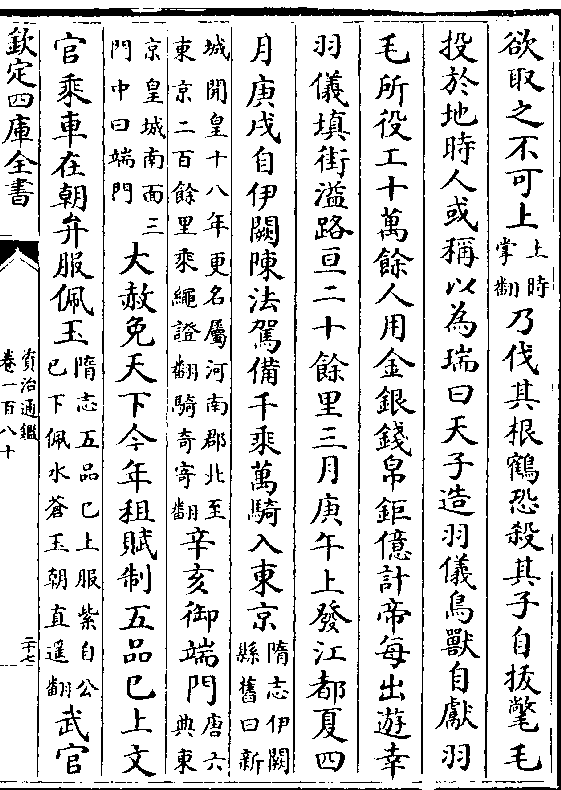 欲取之不可上上時掌翻乃伐其根鶴恐殺其子自拔氅毛
投於地時人或稱以為瑞曰天子造羽儀鳥獸自獻羽
毛所役工十萬餘人用金銀錢帛鉅億計帝每出遊幸
羽儀填街溢路亘二十餘里三月庚午上發江都夏四
月庚戌自伊闕陳法駕備千乘萬騎入東京隋志伊闕縣舊曰新
城開皇十八年更名屬河南郡北至東京二百餘里乘繩證翻騎奇寄翻辛亥御端門唐六典東
京皇城南面三門中曰端門大赦免天下今年租賦制五品已上文
官乘車在朝弁服佩玉隋志五品已上服紫自公已下佩水蒼玉朝直遥翻武官
欽定四庫全書
資治通鑑
卷一百八十
二十七